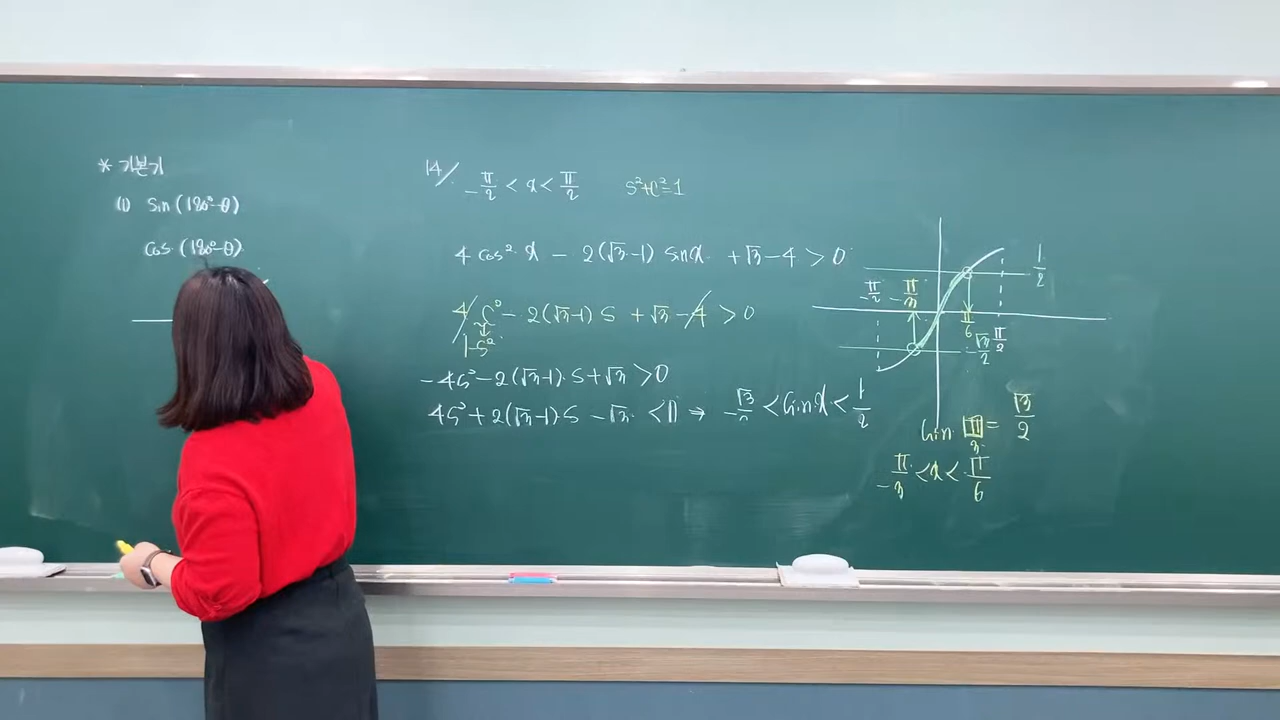 * 기본기
(1) Sin(180°-θ)
cos(180°-θ)
14/
-π/2 < x < π/2
s²+c²=1
4cos²x - 2(√3-1)sinx + √3-4 > 0
4c² - 2(√3-1)s + √3-4 > 0
1-s²
-4s²-2(√3-1)s+√3 > 0
4s²+2(√3-1)s-√3 < 0 → -√3/2 < sinx < 1/2
1/2
-π/2
-π/3
π/6
-√3/2
π/2
sin π/3 = √3/2
-π/3 < x < π/6